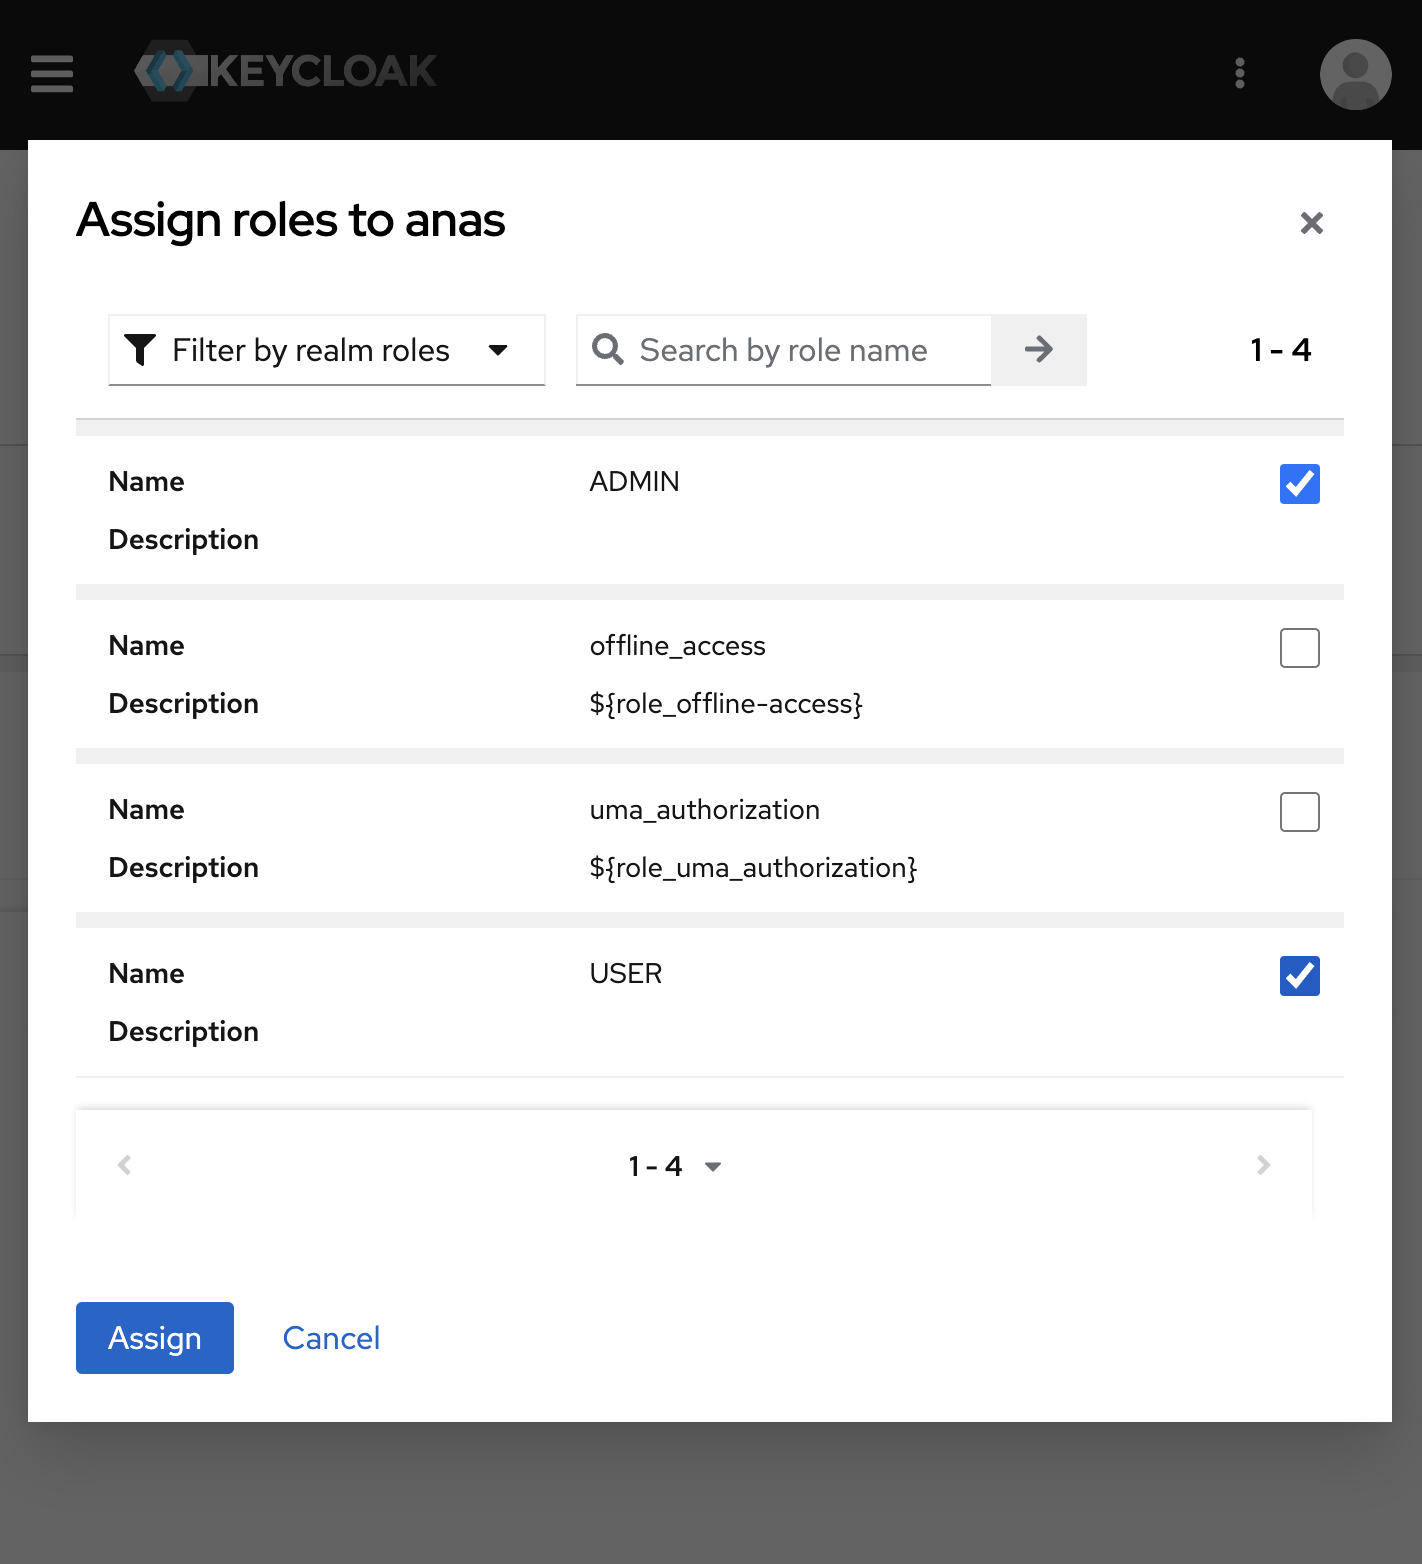 KEYCLOAK
Assign roles to anas
Filter by realm roles
Search by role name
1 - 4
Name ADMIN
Description
Name offline_access
Description ${role_offline-access}
Name uma_authorization
Description ${role_uma_authorization}
Name USER
Description
1 - 4
Assign Cancel